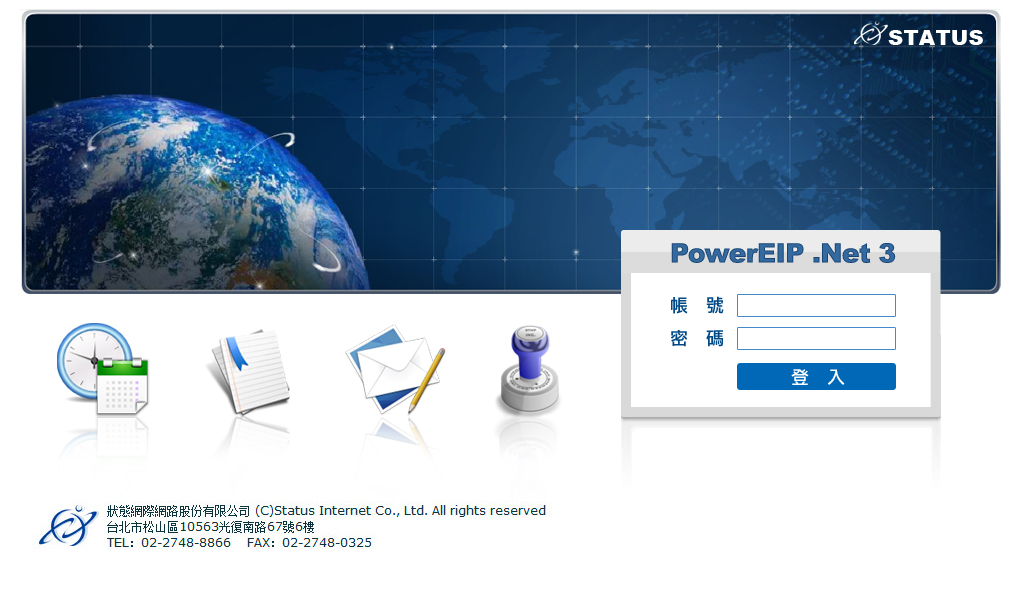 STATUS
PowerEIP .Net 3
帳 號
密 碼
登 入
狀態網際網路股份有限公司 (C)Status Internet Co., Ltd. All rights reserved
台北市松山區10563光復南路67號6樓
TEL：02-2748-8866 FAX：02-2748-0325